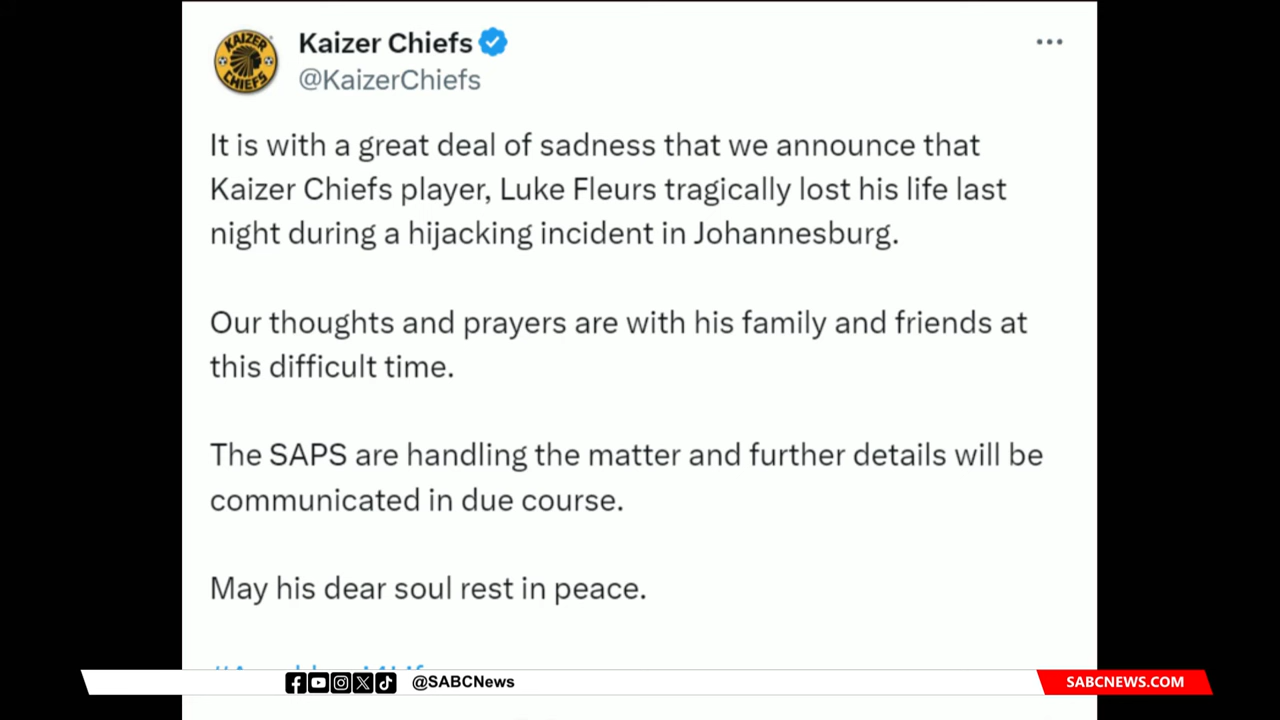 KAIZER
CHIEFS
Kaizer Chiefs
@KaizerChiefs
It is with a great deal of sadness that we announce that
Kaizer Chiefs player, Luke Fleurs tragically lost his life last
night during a hijacking incident in Johannesburg.
Our thoughts and prayers are with his family and friends at
this difficult time.
The SAPS are handling the matter and further details will be
communicated in due course.
May his dear soul rest in peace.
@SABCNews
SABCNEWS.COM